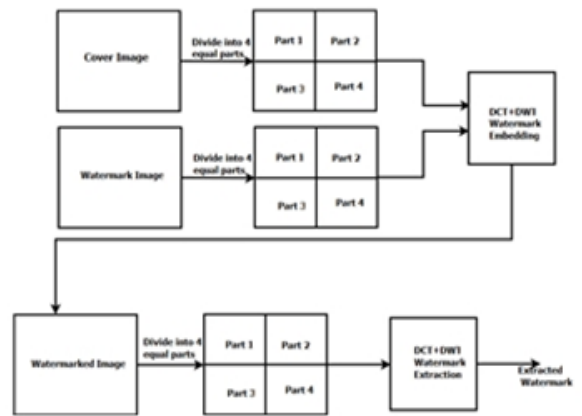 Cover Image
Divide into 4
equal parts
Part 1
Part 2
Part 3
Part 4
DCT+DWT
Watermark
Embedding
Watermark Image
Divide into 4
equal parts
Part 1
Part 2
Part 3
Part 4
Watermarked Image
Divide into 4
equal parts
Part 1
Part 2
Part 3
Part 4
DCT+DWT
Watermark
Extraction
Extracted
Watermark